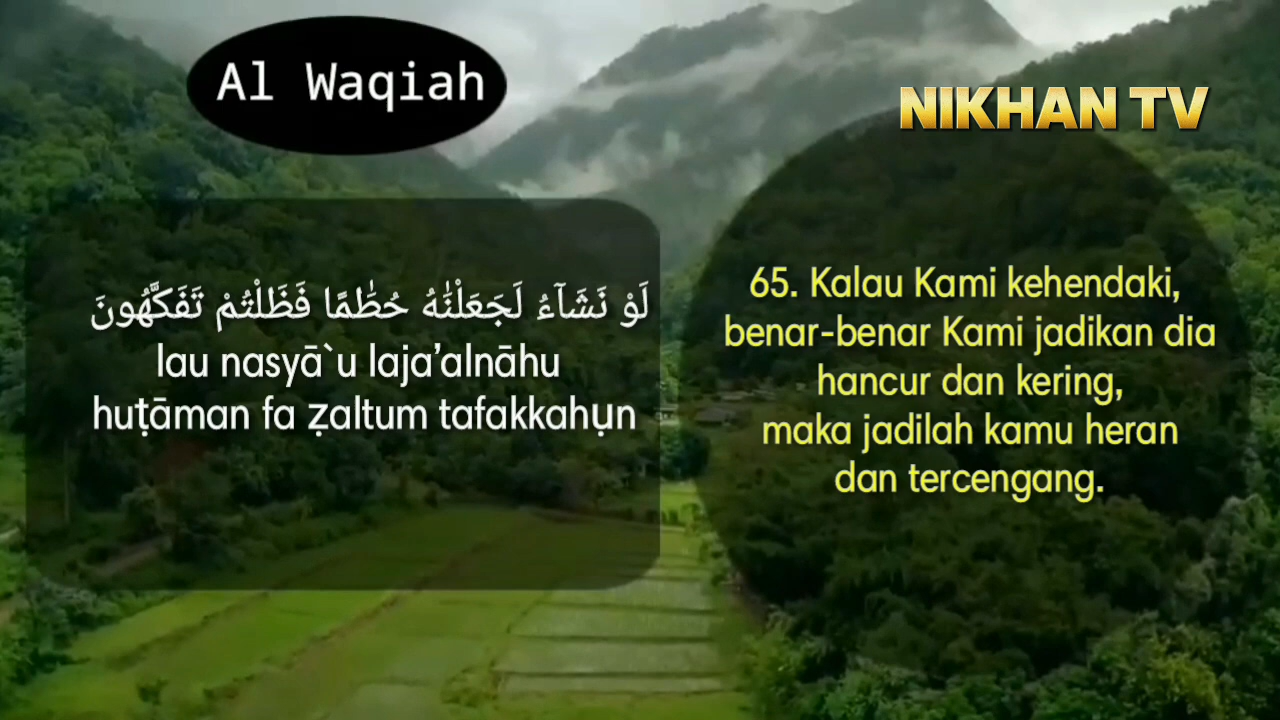 Al Waqiah
NIKHAN TV
لَوْ نَشَآءُ لَجَعَلْنَٰهُ حُطَٰمًا فَظَلْتُمْ تَفَكَّهُونَ
lau nasyā`u laja’alnāhu
huṭāman fa ẓaltum tafakkahụn
65. Kalau Kami kehendaki,
benar-benar Kami jadikan dia
hancur dan kering,
maka jadilah kamu heran
dan tercengang.